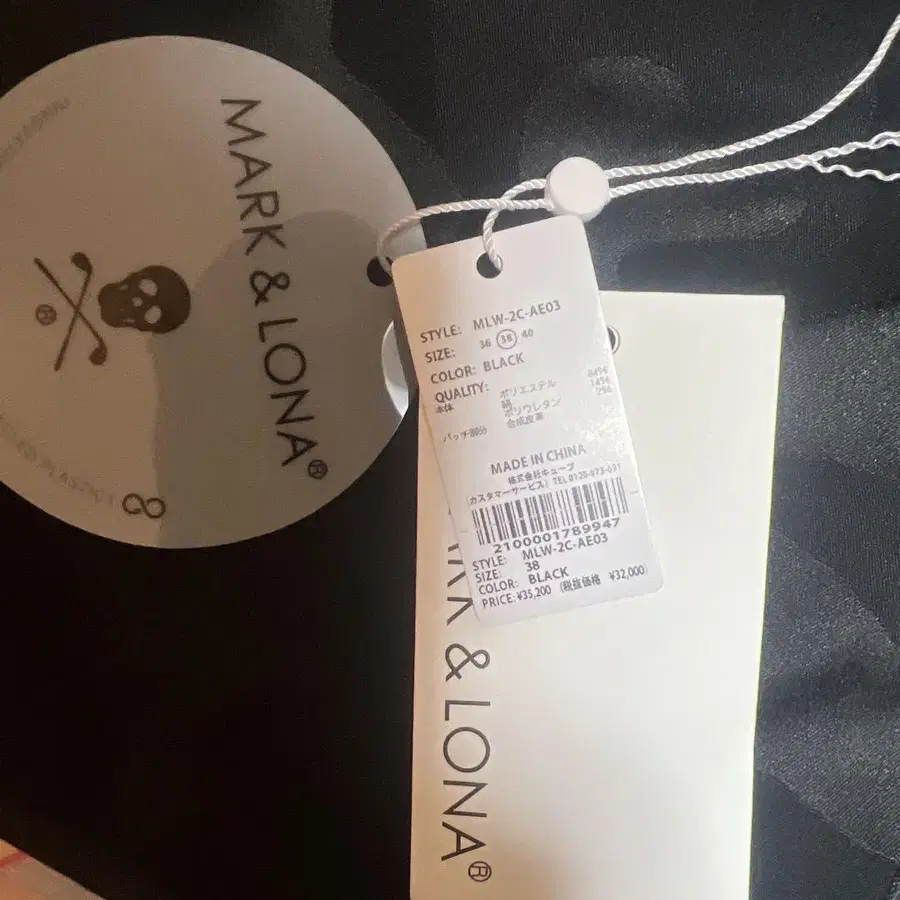 MARK & LONA®
®
STYLE: MLW-2C-AE03
SIZE: 36 38 40
COLOR: BLACK
QUALITY:
本体 ポリエステル 84%
綿 14%
ポリウレタン 2%
パッチ部分 合成皮革
MADE IN CHINA
株式会社キューブ
カスタマーサービス/ TEL 0120-973-031
2100001789947
STYLE: MLW-2C-AE03
SIZE: 38
COLOR: BLACK
PRICE: ¥35,200 (税抜価格 ¥32,000)
& LONA®